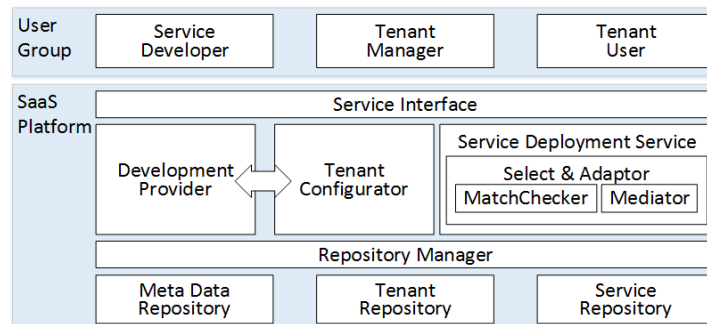 User
Group
Service
Developer
Tenant
Manager
Tenant
User
SaaS
Platform
Service Interface
Development
Provider
Tenant
Configurator
Service Deployment Service
Select & Adaptor
MatchChecker
Mediator
Repository Manager
Meta Data
Repository
Tenant
Repository
Service
Repository